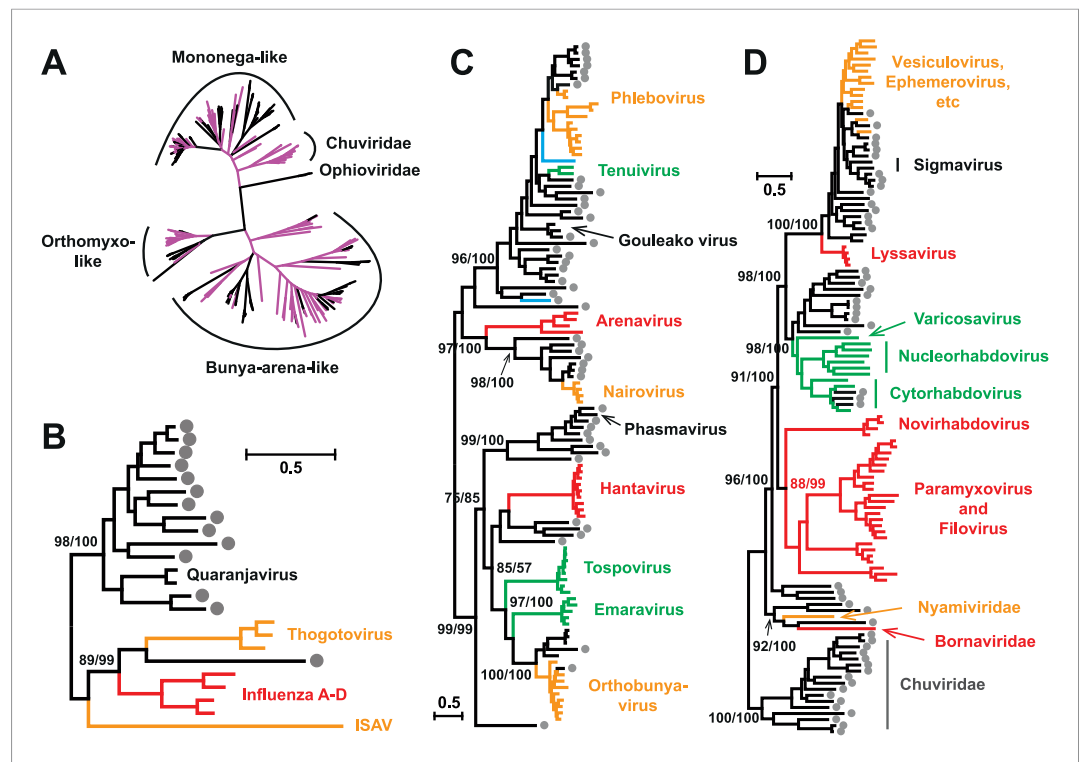 A
Mononega-like
Chuviridae
Ophioviridae
Orthomyxo-
like
Bunya-arena-like
B
0.5
98/100
Quaranjavirus
Thogotovirus
89/99
Influenza A-D
ISAV
C
Phlebovirus
Tenuivirus
Gouleako virus
96/100
Arenavirus
97/100
98/100
Nairovirus
Phasmavirus
99/100
Hantavirus
75/85
85/57
Tospovirus
97/100
Emaravirus
99/99
100/100
Orthobunya-
virus
0.5
D
Vesiculovirus,
Ephemerovirus,
etc
Sigmavirus
0.5
100/100
Lyssavirus
98/100
Varicosavirus
98/100
Nucleorhabdovirus
91/100
Cytorhabdovirus
Novirhabdovirus
96/100
88/99
Paramyxovirus
and
Filovirus
Nyamiviridae
Bornaviridae
92/100
Chuviridae
100/100